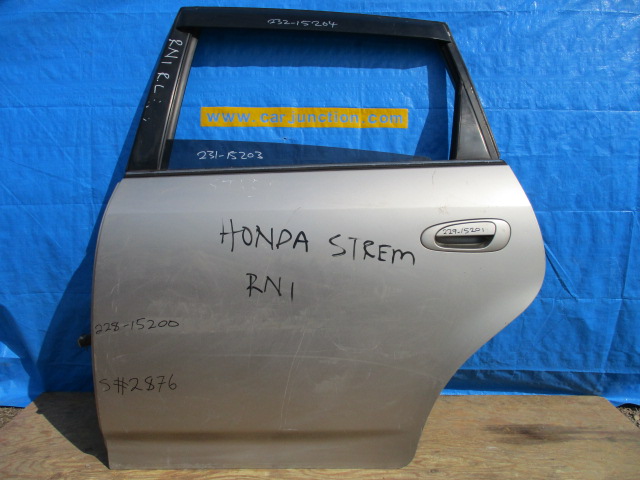 232-15204
RN1 RL
www.carjunction.com
231-15203
229-15201
HONDA STREM
RN1
228-15200
S#2876